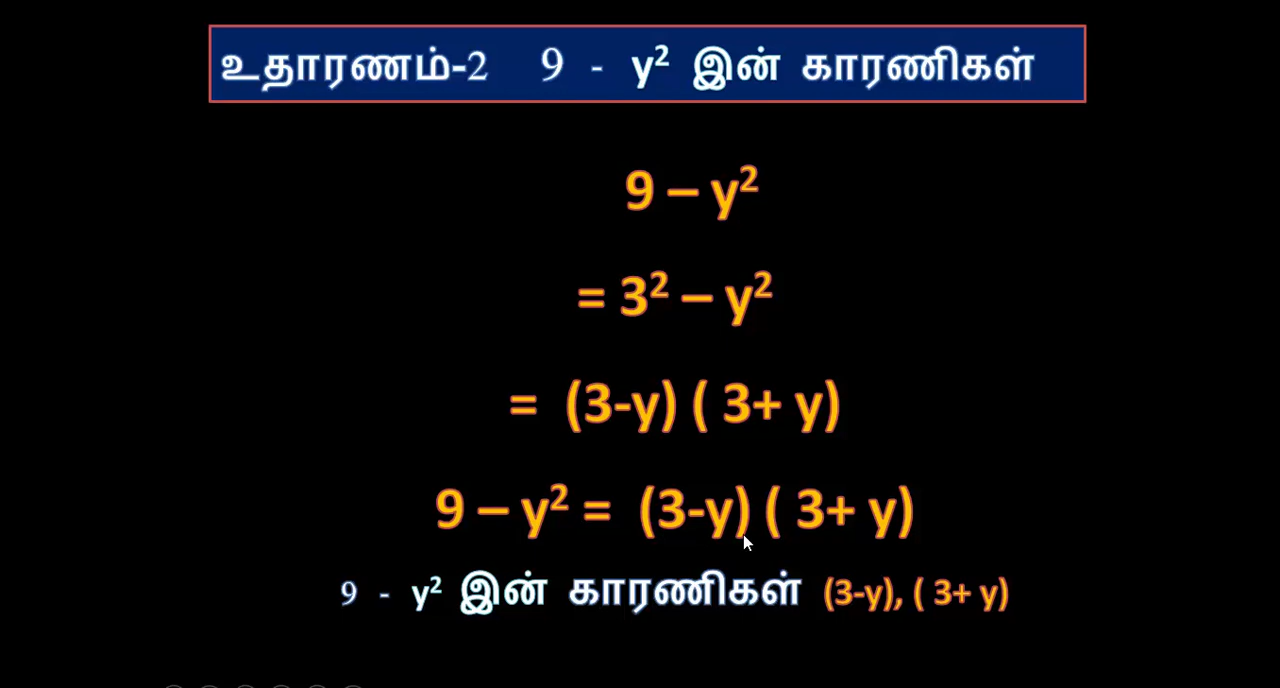 உதாரணம்-2 9 - y² இன் காரணிகள்
9 – y²
= 3² – y²
= (3-y) ( 3+ y)
9 – y² = (3-y) ( 3+ y)
9 - y² இன் காரணிகள் (3-y), ( 3+ y)